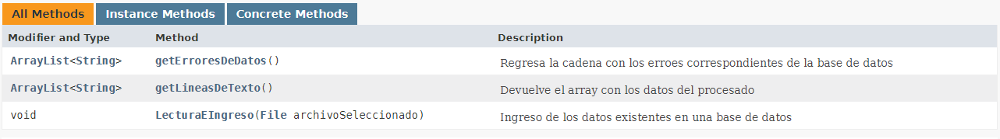 All Methods Instance Methods Concrete Methods
Modifier and Type Method Description
ArrayList<String> getErroresDeDatos() Regresa la cadena con los erroes correspondientes de la base de datos
ArrayList<String> getLineasDeTexto() Devuelve el array con los datos del procesado
void LecturaEIngreso(File archivoSeleccionado) Ingreso de los datos existentes en una base de datos